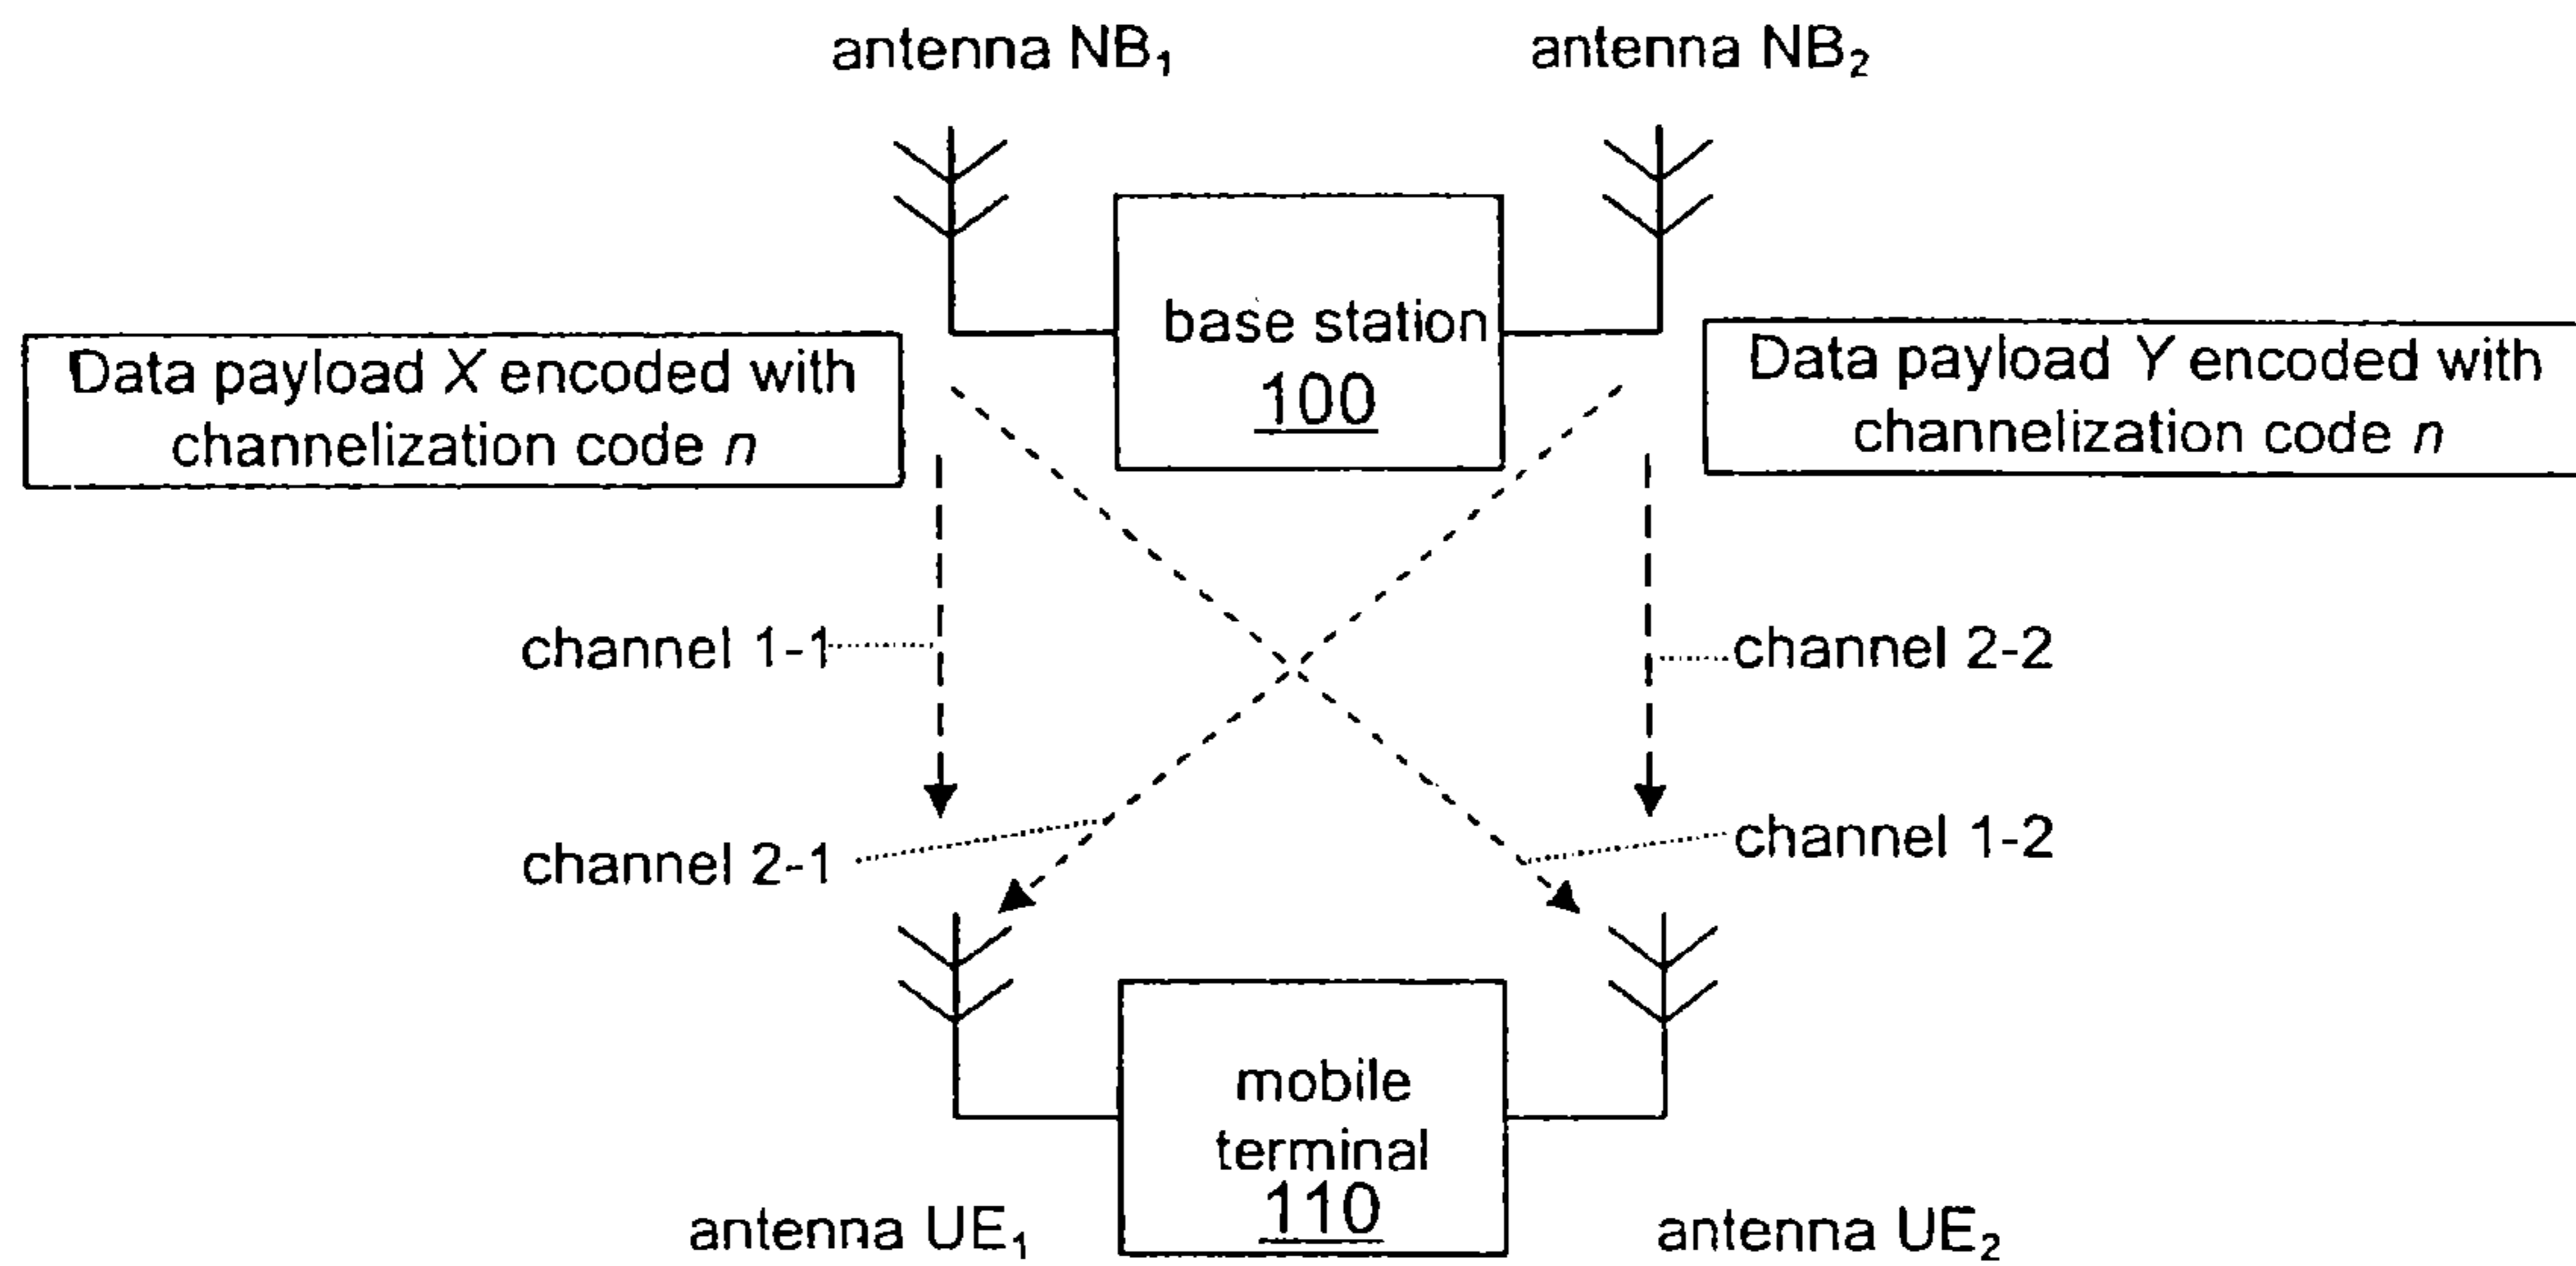 antenna NB₁
antenna NB₂
base station
100
Data payload X encoded with
channelization code n
Data payload Y encoded with
channelization code n
channel 1-1
channel 2-2
channel 2-1
channel 1-2
mobile
terminal
110
antenna UE₁
antenna UE₂